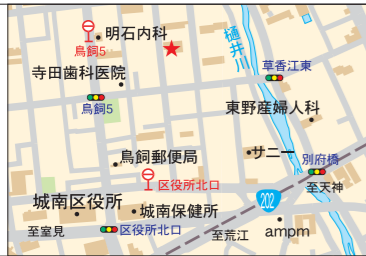 明石内科
鳥飼5
樋井川
寺田歯科医院
草香江東
鳥飼5
東野産婦人科
鳥飼郵便局
サニー
別府橋
区役所北口
至天神
城南区役所
202
城南保健所
至室見
区役所北口
至荒江
ampm